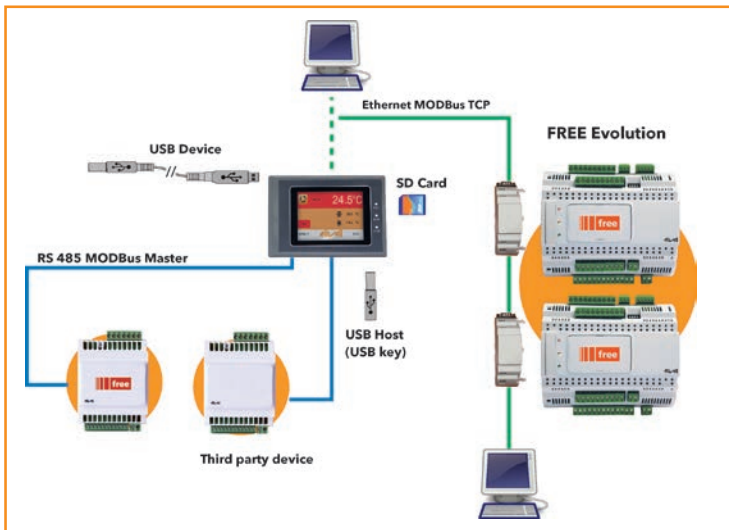 Ethernet MODBus TCP
FREE Evolution
USB Device
SD Card
24.5°C
free
RS 485 MODBus Master
USB Host
(USB key)
free
free
Third party device